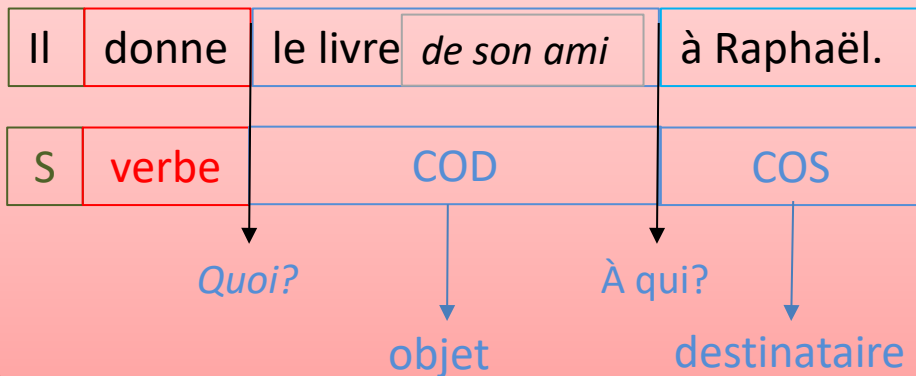 Il donne le livre de son ami à Raphaël.
S verbe COD COS
Quoi? À qui?
objet destinataire